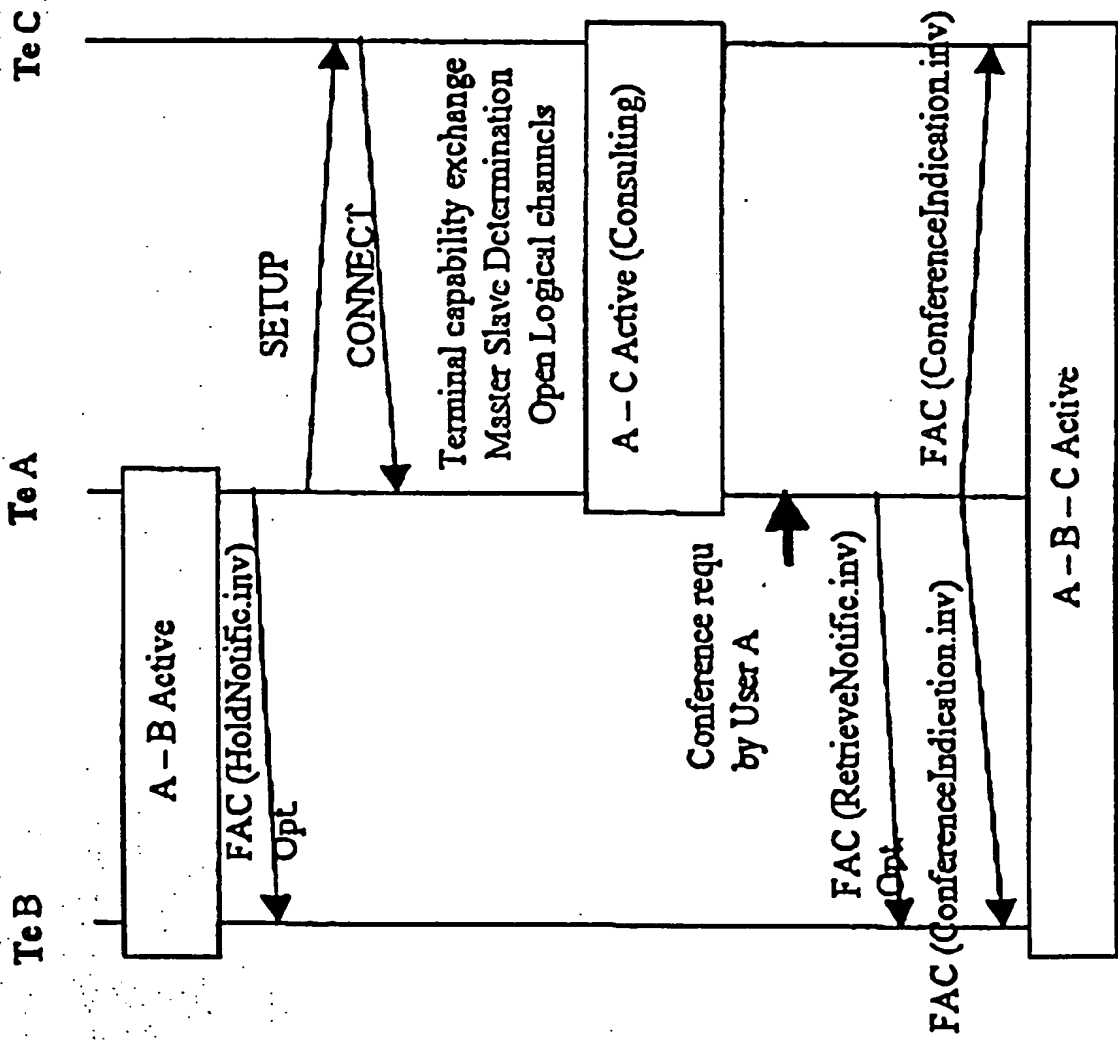 Te B
Te A
Te C
A – B Active
FAC (HoldNotific.inv)
Opt
SETUP
CONNECT
Terminal capability exchange
Master Slave Determination
Open Logical channels
A – C Active (Consulting)
Conference requ
by User A
FAC (RetrieveNotific.inv)
Opt.
FAC (ConferenceIndication.inv)
FAC (ConferenceIndication.inv)
A – B – C Active